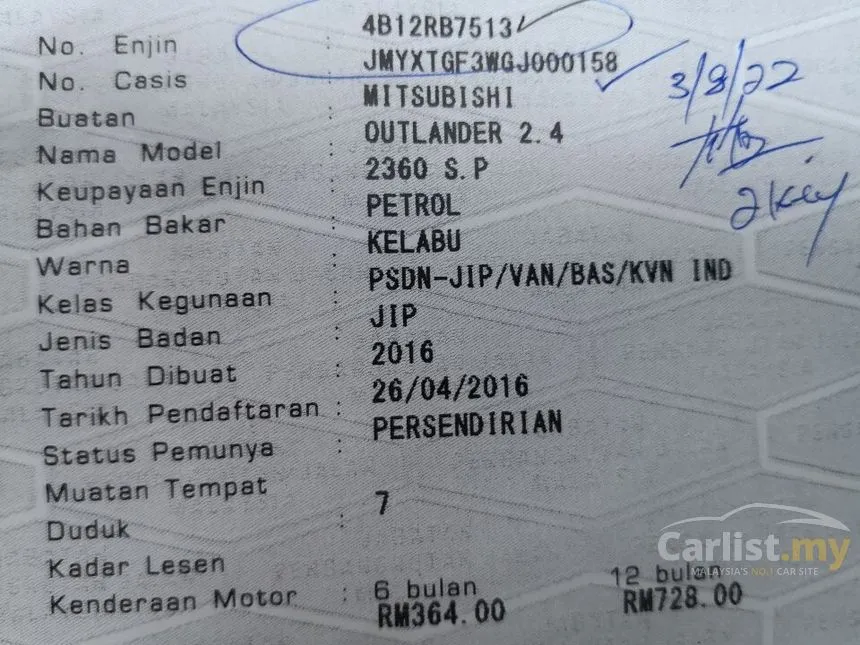 No. Enjin : 4B12RB7513
No. Casis : JMYXTGF3WGJ000158
Buatan : MITSUBISHI
Nama Model : OUTLANDER 2.4
Keupayaan Enjin : 2360 S.P
Bahan Bakar : PETROL
Warna : KELABU
Kelas Kegunaan : PSDN-JIP/VAN/BAS/KVN IND
Jenis Badan : JIP
Tahun Dibuat : 2016
Tarikh Pendaftaran : 26/04/2016
Status Pemunya : PERSENDIRIAN
Muatan Tempat
Duduk : 7
Kadar Lesen
Kenderaan Motor : 6 bulan 12 bulan
RM364.00 RM728.00
3/8/22
2key
Carlist.my
MALAYSIA'S NO.1 CAR SITE